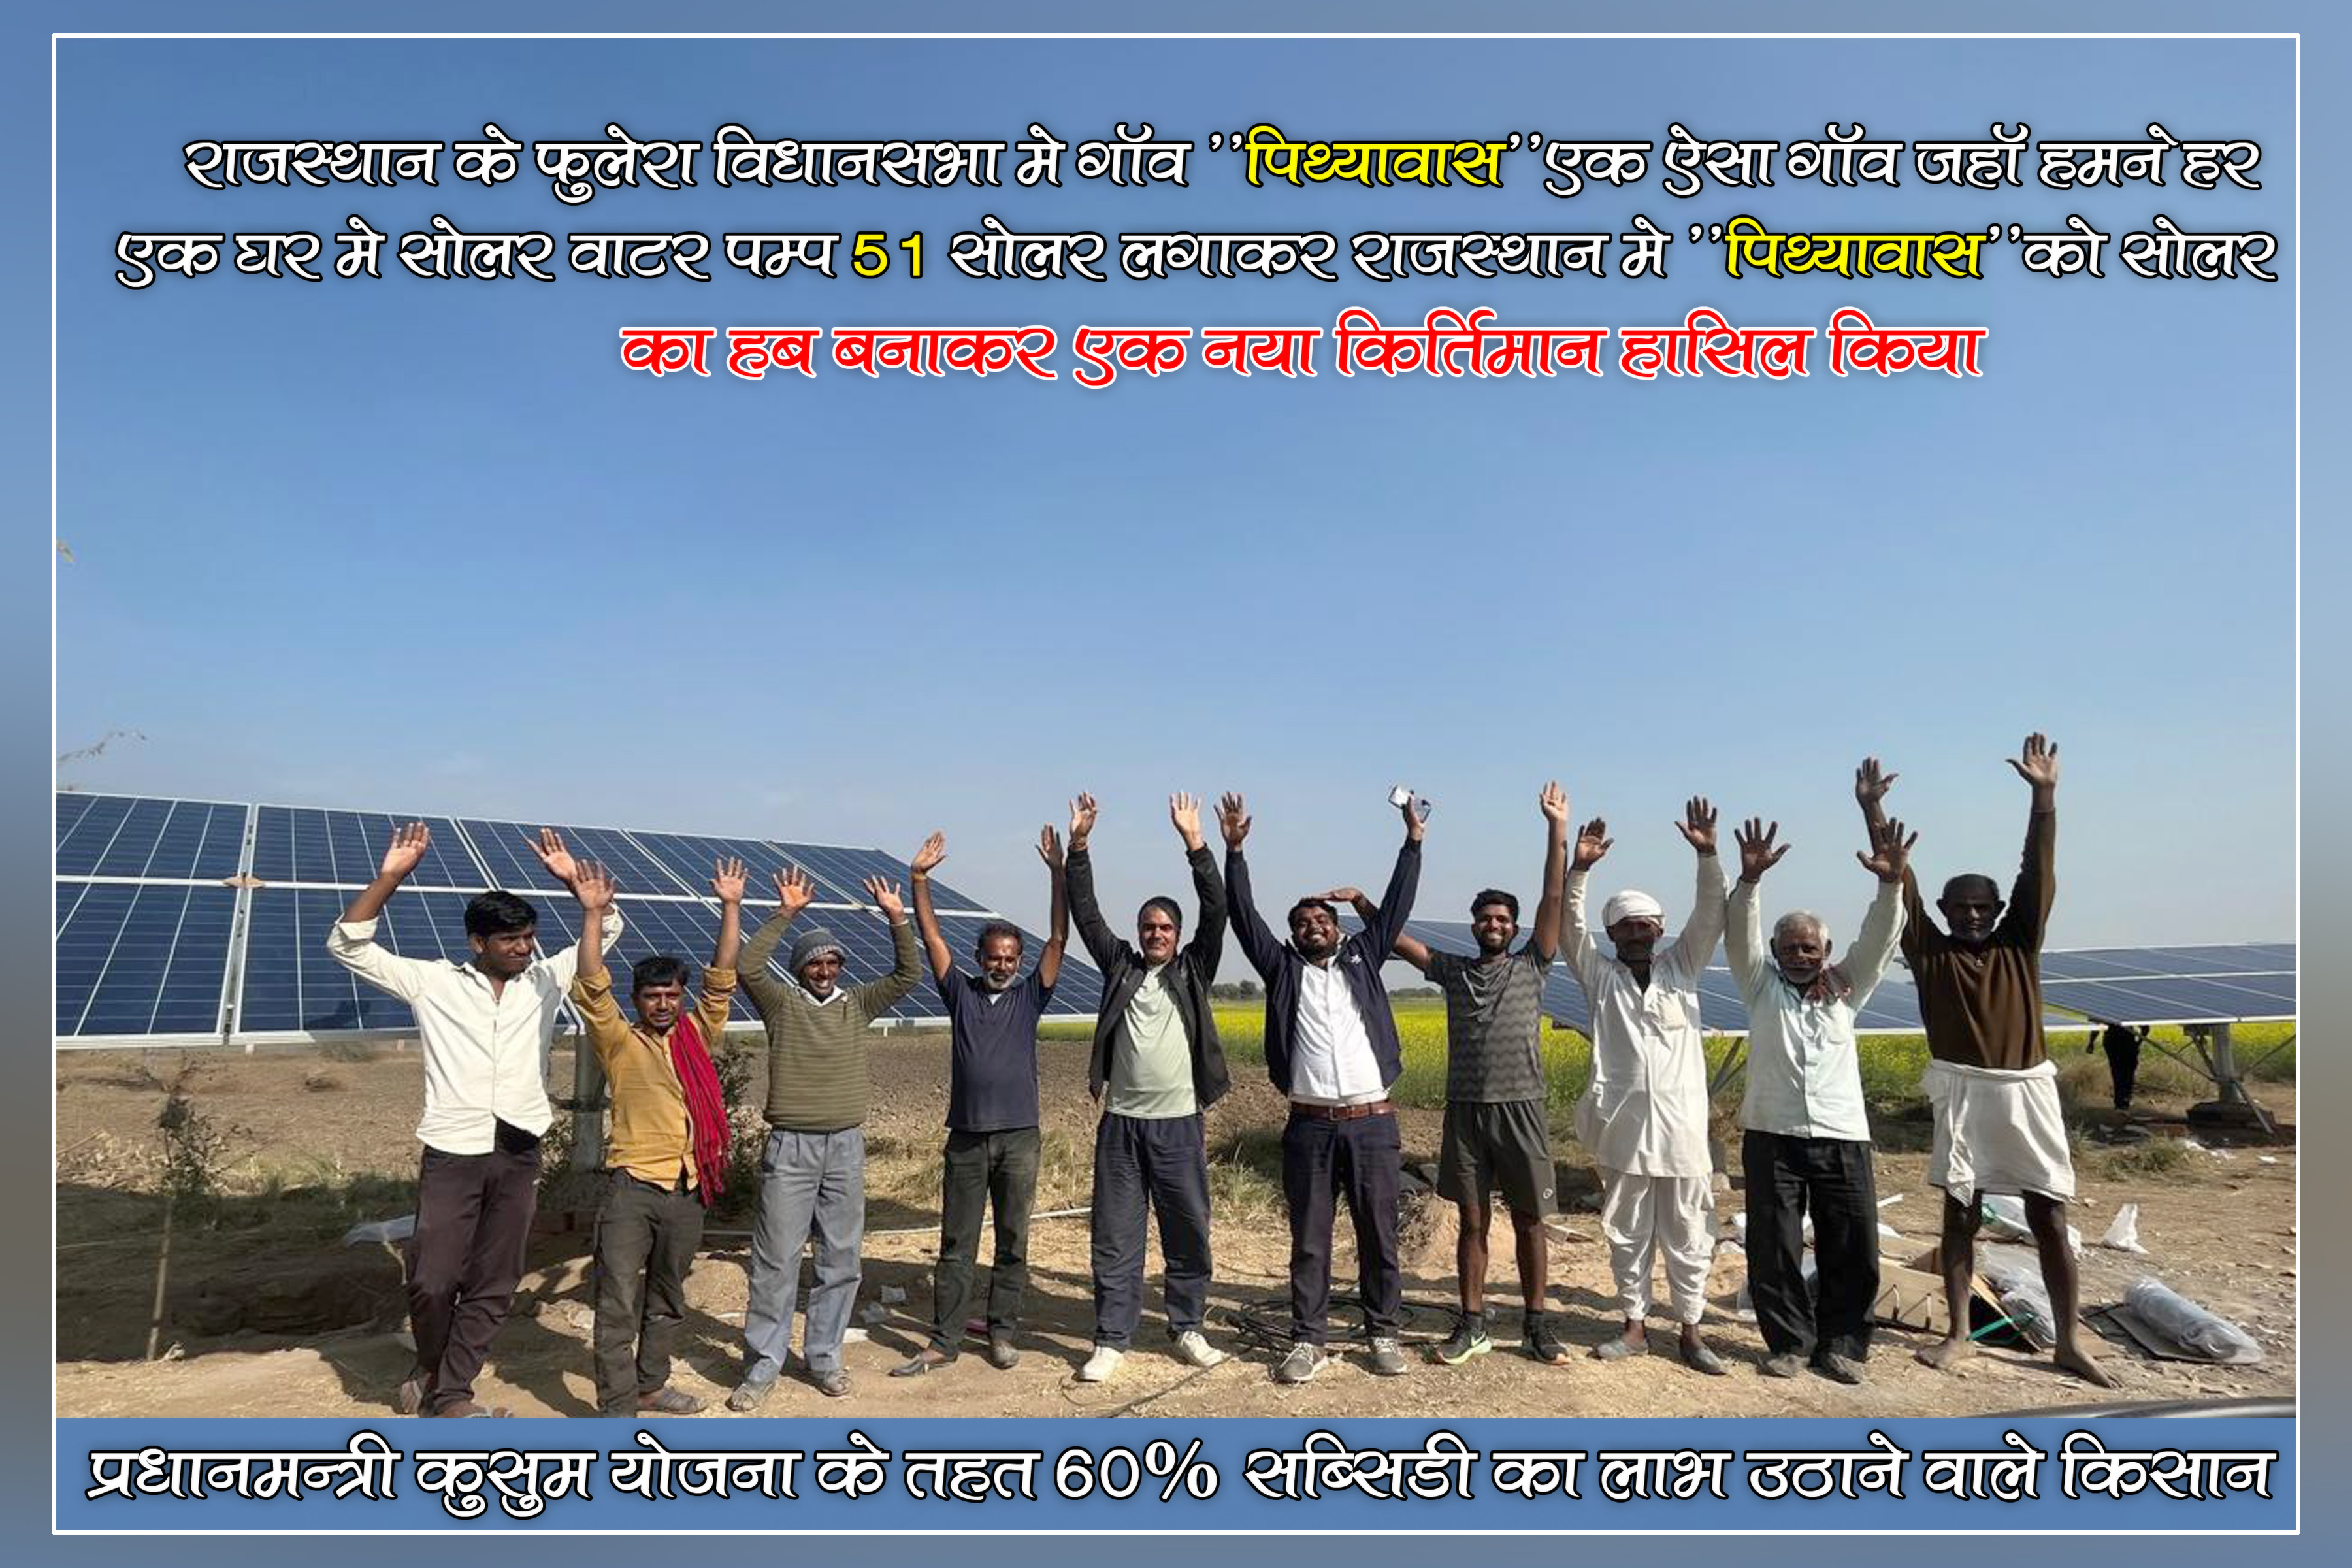 राजस्थान के फुलेरा विधानसभा मे गॉव ’’पिथ्यावास’’एक ऐसा गॉव जहॉ हमने हर
एक घर मे सोलर वाटर पम्प 51 सोलर लगाकर राजस्थान मे ’’पिथ्यावास’’को सोलर
का हब बनाकर एक नया किर्तिमान हासिल किया
प्रधानमन्त्री कुसुम योजना के तहत 60% सब्सिडी का लाभ उठाने वाले किसान